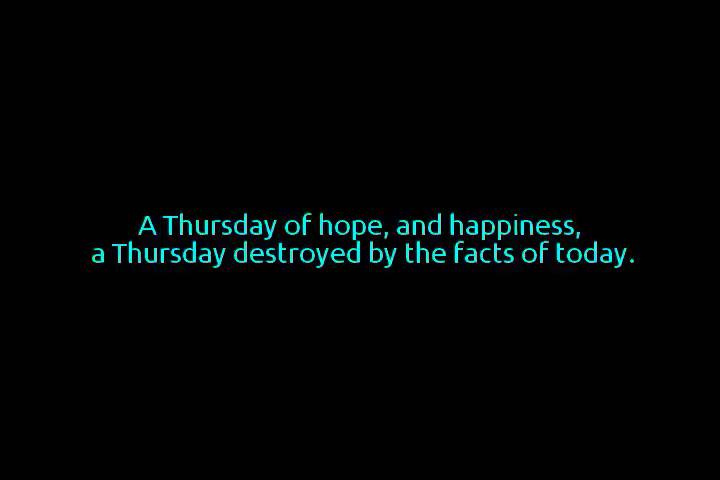 A Thursday of hope, and happiness,
a Thursday destroyed by the facts of today.